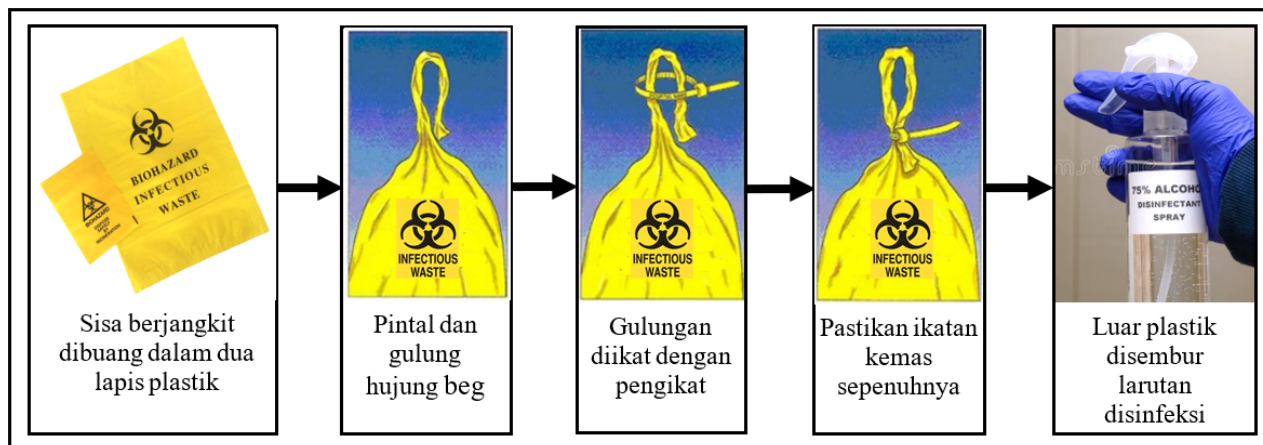 BIOHAZARD
INFECTIOUS
WASTE
BIOHAZARD
Sisa berjangkit
dibuang dalam dua
lapis plastik
INFECTIOUS
WASTE
Pintal dan
gulung
hujung beg
INFECTIOUS
WASTE
Gulungan
diikat dengan
pengikat
INFECTIOUS
WASTE
Pastikan ikatan
kemas
sepenuhnya
75% ALCOHO
DISINFECTANT
SPRAY
Luar plastik
disembur
larutan
disinfeksi